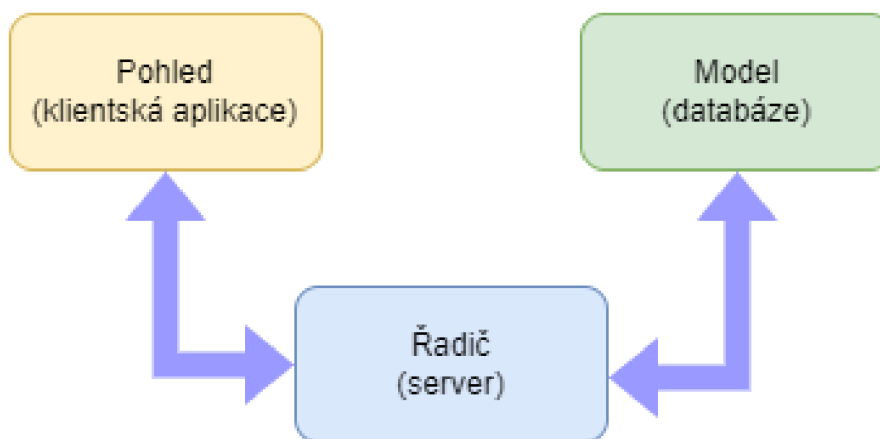 Pohled
(klientská aplikace)
Model
(databáze)
Řadič
(server)